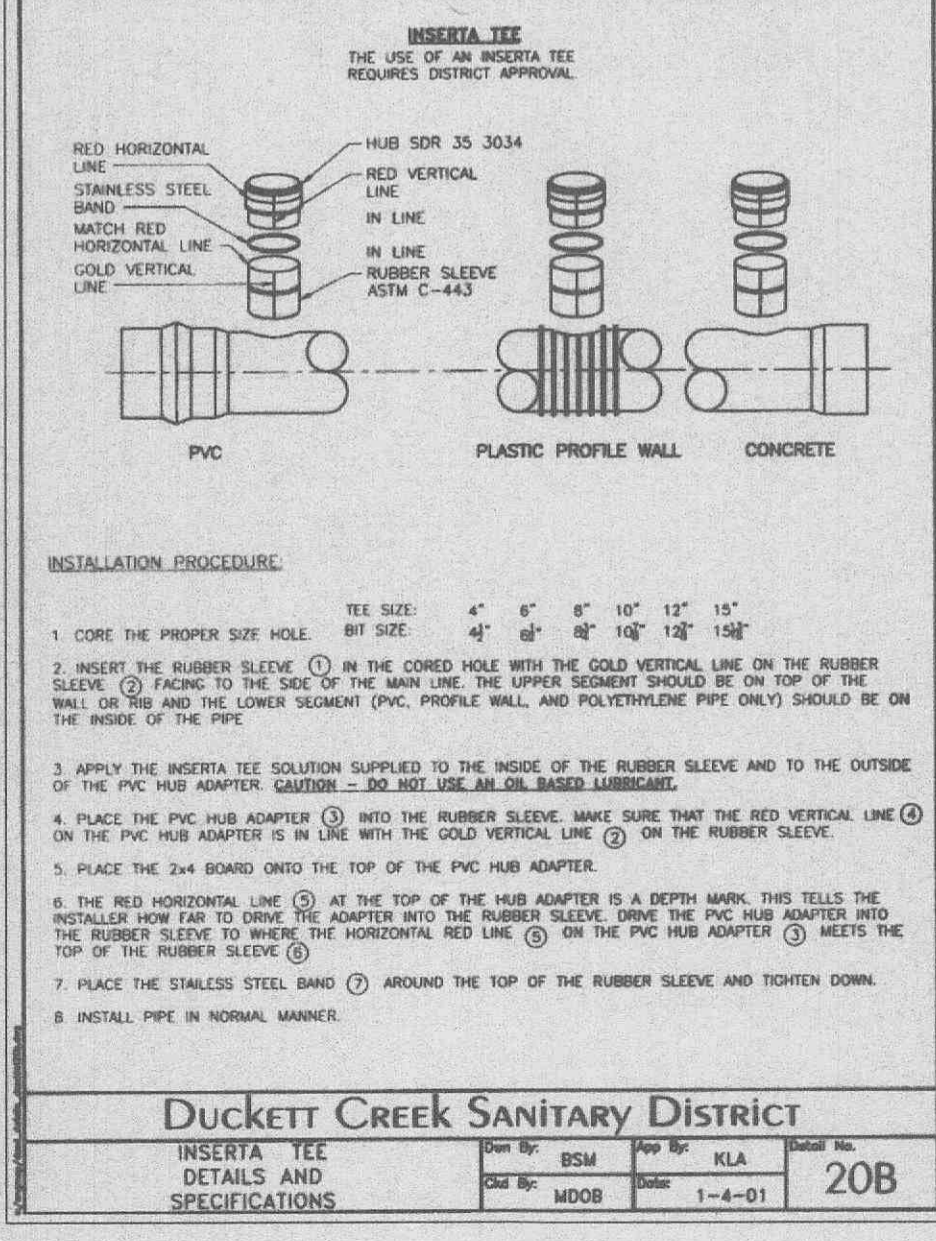 INSERTA TEE
THE USE OF AN INSERTA TEE
REQUIRES DISTRICT APPROVAL
RED HORIZONTAL
LINE
STAINLESS STEEL
BAND
MATCH RED
HORIZONTAL LINE
GOLD VERTICAL
LINE
HUB SDR 35 3034
RED VERTICAL
LINE
IN LINE
IN LINE
RUBBER SLEEVE
ASTM C-443
PVC
PLASTIC PROFILE WALL
CONCRETE
INSTALLATION PROCEDURE:
TEE SIZE: 4" 6" 8" 10" 12" 15"
1 CORE THE PROPER SIZE HOLE. BIT SIZE:
2. INSERT THE RUBBER SLEEVE ① IN THE CORED HOLE WITH THE GOLD VERTICAL LINE ON THE RUBBER
SLEEVE ② FACING TO THE SIDE OF THE MAIN LINE. THE UPPER SEGMENT SHOULD BE ON TOP OF THE
WALL OR RIB AND THE LOWER SEGMENT (PVC, PROFILE WALL, AND POLYETHYLENE PIPE ONLY) SHOULD BE ON
THE INSIDE OF THE PIPE
3 APPLY THE INSERTA TEE SOLUTION SUPPLIED TO THE INSIDE OF THE RUBBER SLEEVE AND TO THE OUTSIDE
OF THE PVC HUB ADAPTER. CAUTION - DO NOT USE AN OIL BASED LUBRICANT.
4. PLACE THE PVC HUB ADAPTER ③ INTO THE RUBBER SLEEVE. MAKE SURE THAT THE RED VERTICAL LINE ④
ON THE PVC HUB ADAPTER IS IN LINE WITH THE GOLD VERTICAL LINE ② ON THE RUBBER SLEEVE.
5. PLACE THE 2x4 BOARD ONTO THE TOP OF THE PVC HUB ADAPTER.
6. THE RED HORIZONTAL LINE ⑤ AT THE TOP OF THE HUB ADAPTER IS A DEPTH MARK. THIS TELLS THE
INSTALLER HOW FAR TO DRIVE THE ADAPTER INTO THE RUBBER SLEEVE. DRIVE THE PVC HUB ADAPTER INTO
THE RUBBER SLEEVE TO WHERE THE HORIZONTAL RED LINE ⑤ ON THE PVC HUB ADAPTER ③ MEETS THE
TOP OF THE RUBBER SLEEVE ⑥
7. PLACE THE STAILESS STEEL BAND ⑦ AROUND THE TOP OF THE RUBBER SLEEVE AND TIGHTEN DOWN.
8. INSTALL PIPE IN NORMAL MANNER.
DUCKETT CREEK SANITARY DISTRICT
INSERTA TEE
DETAILS AND
SPECIFICATIONS
Dwn By: BSM
App By: KLA
Ckd By: MDOB
Date: 1-4-01
Detail No.
20B